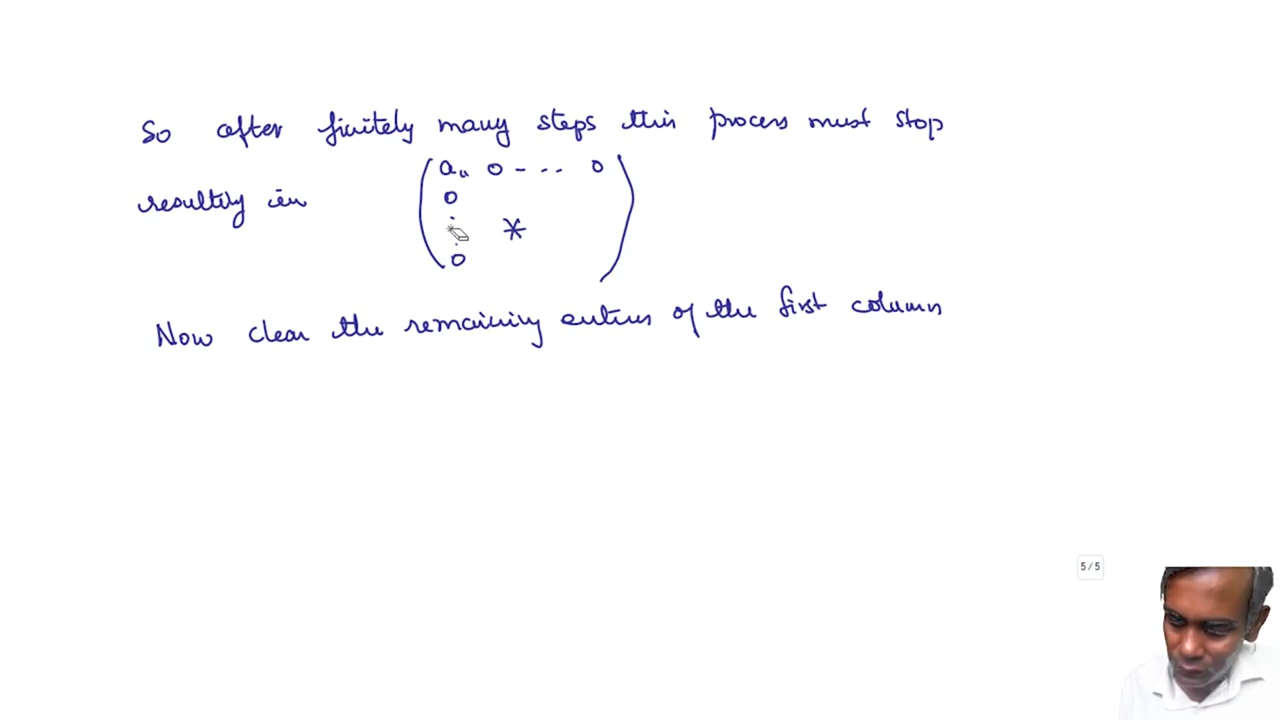 So after finitely many steps this process must stop
resulting in ( a₁₁ 0 - - - 0
0
. *
.
0 )
Now clear the remaining entries of the first column
5 / 5